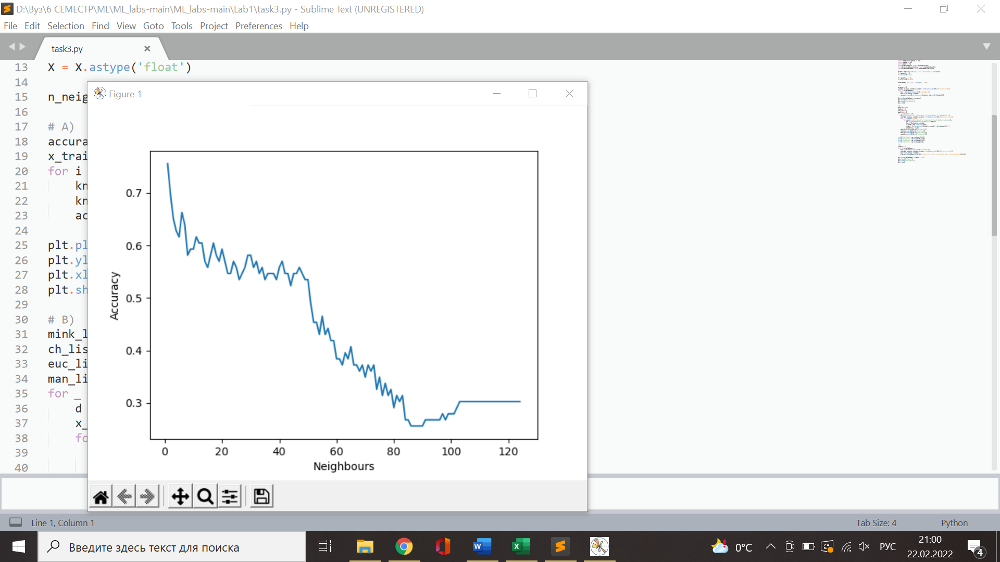 D:\Вуз\6 СЕМЕСТР\ML\ML_labs-main\ML_labs-main\Lab1\task3.py - Sublime Text (UNREGISTERED)
File Edit Selection Find View Goto Tools Project Preferences Help
task3.py
13 X = X.astype('float')
14
15 n_neig
16
17 # A)
18 accura
19 x_trai
20 for i
21 kn
22 kn
23 ac
24
25 plt.pl
26 plt.yl
27 plt.xl
28 plt.sh
29
30 # B)
31 mink_l
32 ch_lis
33 euc_li
34 man_li
35 for _
36 d
37 x_
38 fo
39
40
Figure 1
0.7
0.6
0.5
0.4
0.3
Accuracy
0 20 40 60 80 100 120
Neighbours
Line 1, Column 1
Tab Size: 4
Python
Введите здесь текст для поиска
0°C
РУС
21:00
22.02.2022
4